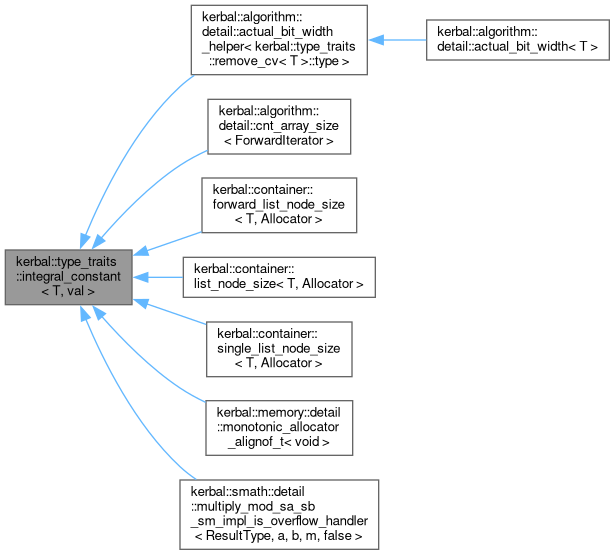 kerbal::algorithm::
detail::actual_bit_width
_helper< kerbal::type_traits
::remove_cv< T >::type >
kerbal::algorithm::
detail::actual_bit_width< T >
kerbal::algorithm::
detail::cnt_array_size
< ForwardIterator >
kerbal::container::
forward_list_node_size
< T, Allocator >
kerbal::type_traits
::integral_constant
< T, val >
kerbal::container::
list_node_size< T, Allocator >
kerbal::container::
single_list_node_size
< T, Allocator >
kerbal::memory::detail
::monotonic_allocator
_alignof_t< void >
kerbal::smath::detail
::multiply_mod_sa_sb
_sm_impl_is_overflow_handler
< ResultType, a, b, m, false >